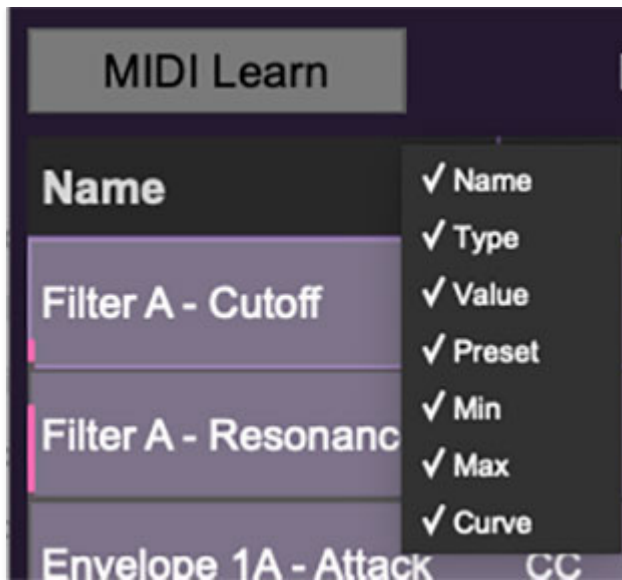 MIDI Learn
Name
Filter A - Cutoff
Filter A - Resonanc
Envelope 1A - Attack CC
✓ Name
✓ Type
✓ Value
✓ Preset
✓ Min
✓ Max
✓ Curve